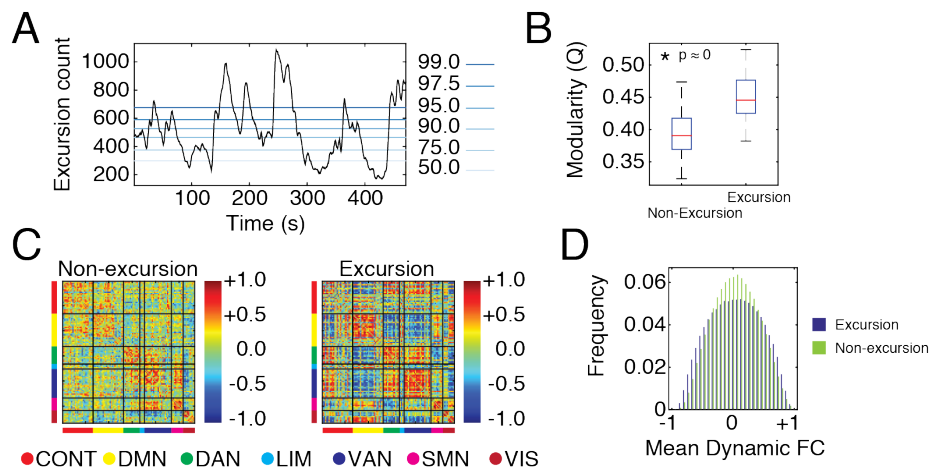 A
Excursion count
1000
800
600
400
200
100
200
300
400
Time (s)
99.0
97.5
95.0
90.0
75.0
50.0
B
Modularity (Q)
0.50
0.45
0.40
0.35
* p ≈ 0
Excursion
Non-Excursion
C
Non-excursion
+1.0
+0.5
0.0
-0.5
-1.0
Excursion
+1.0
+0.5
0.0
-0.5
-1.0
CONT DMN DAN LIM VAN SMN VIS
D
Frequency
0.06
0.04
0.02
0
-1 0 +1
Mean Dynamic FC
Excursion
Non-excursion